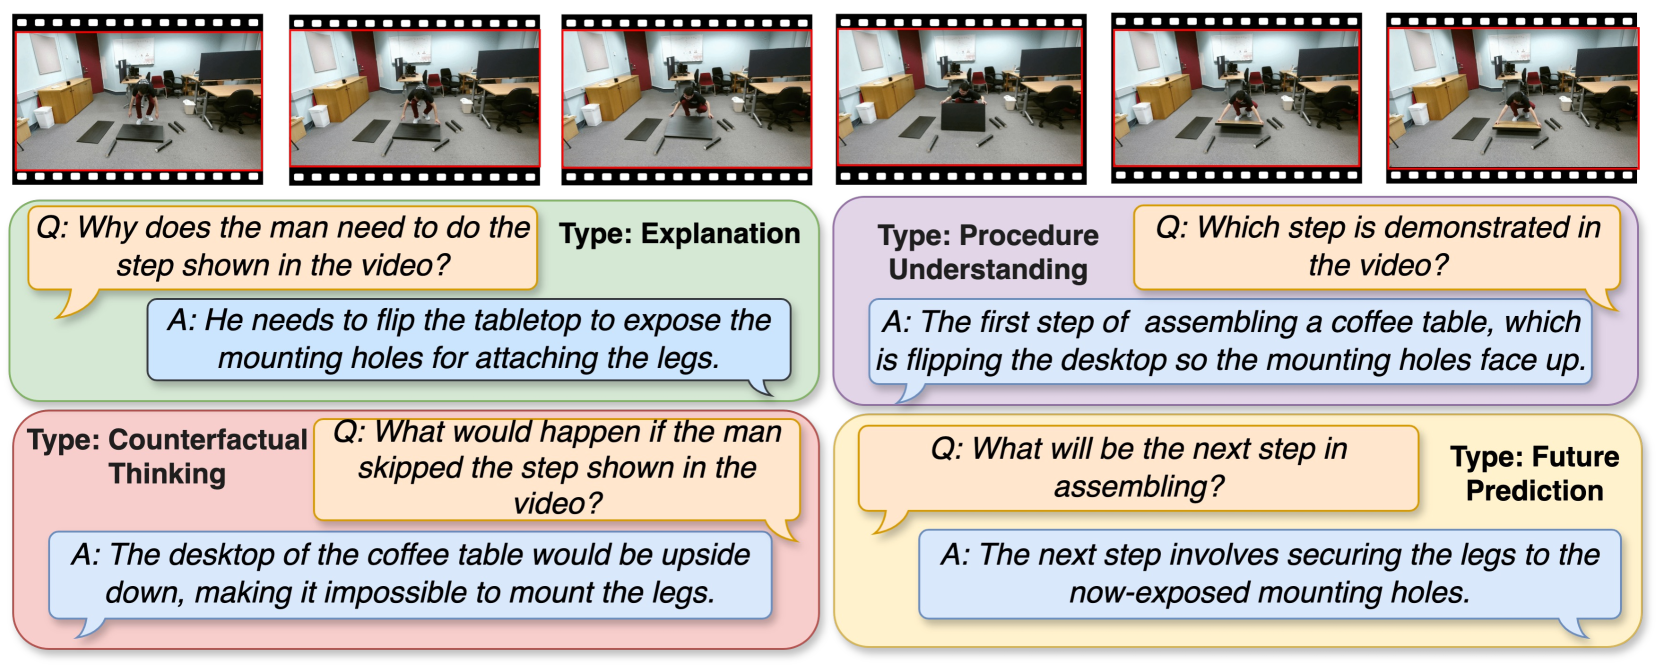 Q: Why does the man need to do the
step shown in the video?
Type: Explanation
A: He needs to flip the tabletop to expose the
mounting holes for attaching the legs.
Type: Procedure
Understanding
Q: Which step is demonstrated in
the video?
A: The first step of assembling a coffee table, which
is flipping the desktop so the mounting holes face up.
Type: Counterfactual
Thinking
Q: What would happen if the man
skipped the step shown in the
video?
A: The desktop of the coffee table would be upside
down, making it impossible to mount the legs.
Q: What will be the next step in
assembling?
Type: Future
Prediction
A: The next step involves securing the legs to the
now-exposed mounting holes.